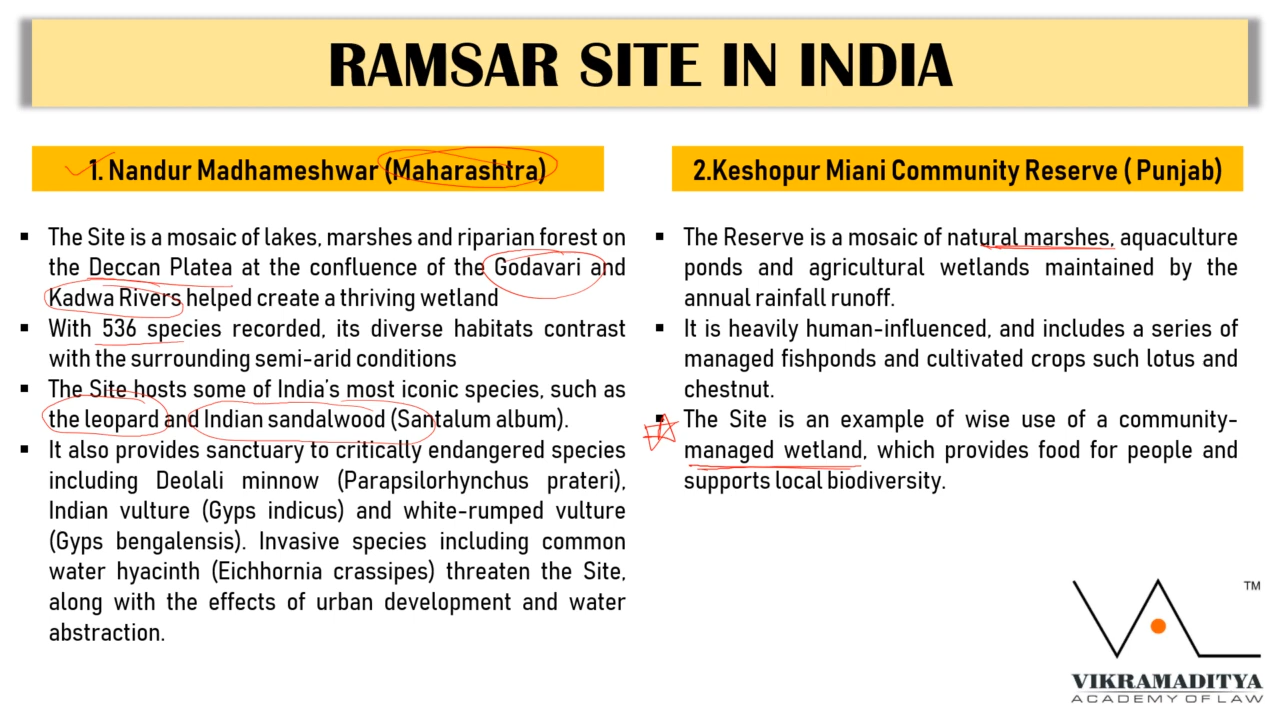 RAMSAR SITE IN INDIA
1. Nandur Madhameshwar (Maharashtra)
The Site is a mosaic of lakes, marshes and riparian forest on
the Deccan Platea at the confluence of the Godavari and
Kadwa Rivers helped create a thriving wetland
With 536 species recorded, its diverse habitats contrast
with the surrounding semi-arid conditions
The Site hosts some of India's most iconic species, such as
the leopard and Indian sandalwood (Santalum album).
It also provides sanctuary to critically endangered species
including Deolali minnow (Parapsilorhynchus prateri),
Indian vulture (Gyps indicus) and white-rumped vulture
(Gyps bengalensis). Invasive species including common
water hyacinth (Eichhornia crassipes) threaten the Site,
along with the effects of urban development and water
abstraction.
2.Keshopur Miani Community Reserve ( Punjab)
The Reserve is a mosaic of natural marshes, aquaculture
ponds and agricultural wetlands maintained by the
annual rainfall runoff.
It is heavily human-influenced, and includes a series of
managed fishponds and cultivated crops such lotus and
chestnut.
The Site is an example of wise use of a community-
managed wetland, which provides food for people and
supports local biodiversity.
TM
VIKRAMADITYA
ACADEMY OF LAW